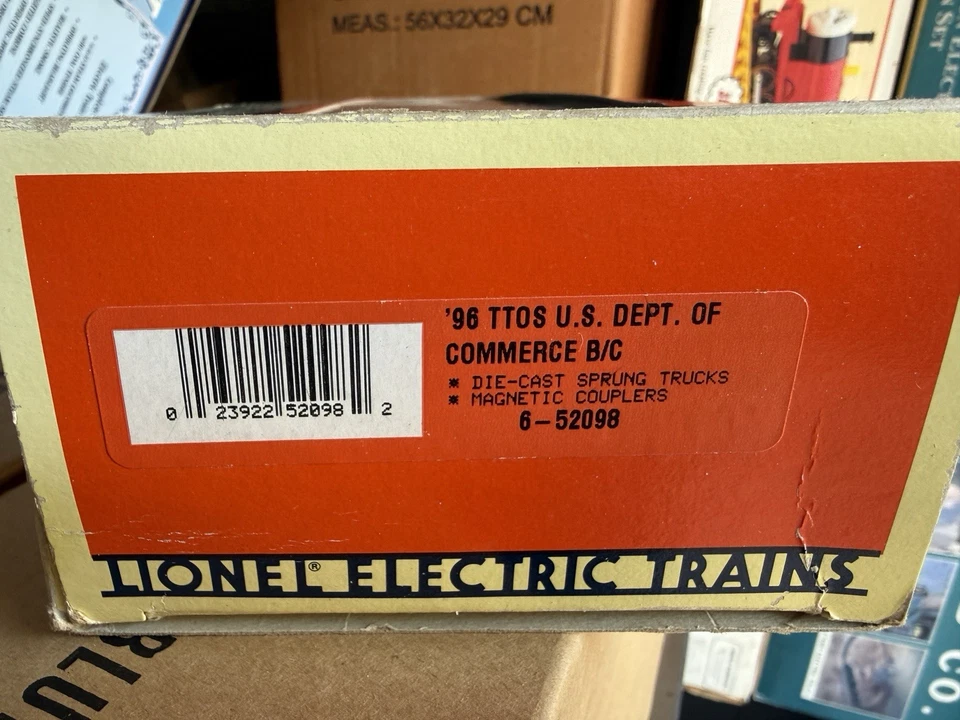 MEAS.: 56X32X29 CM
'96 TTOS U.S. DEPT. OF
COMMERCE B/C
* DIE-CAST SPRUNG TRUCKS
* MAGNETIC COUPLERS
6-52098
0 23922 52098 2
LIONEL® ELECTRIC TRAINS
BLU
CO.